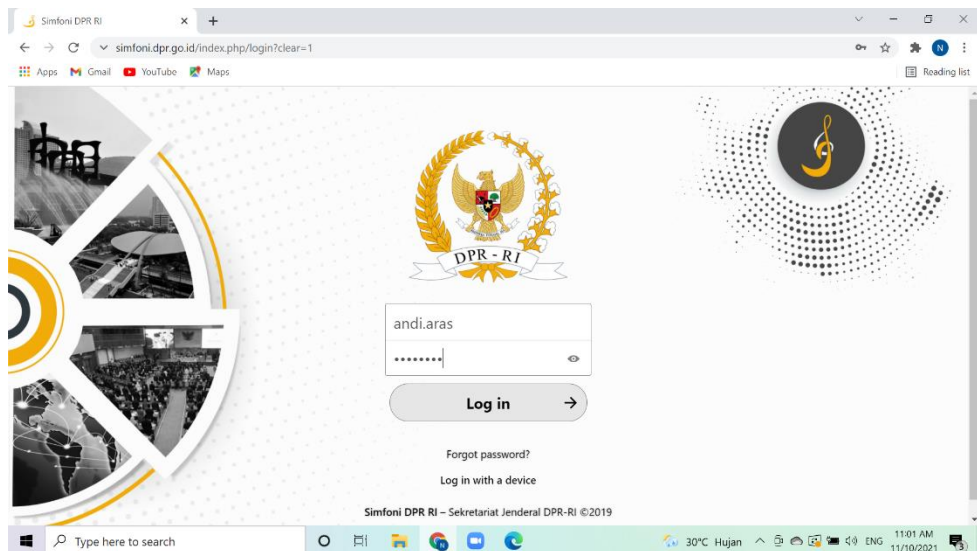 Simfoni DPR RI
simfoni.dpr.go.id/index.php/login?clear=1
N
Apps Gmail YouTube Maps Reading list
DPR - RI
andi.aras
••••••••
Log in
Forgot password?
Log in with a device
Simfoni DPR RI – Sekretariat Jenderal DPR-RI ©2019
Type here to search
30°C Hujan ENG 11:01 AM
11/10/2021